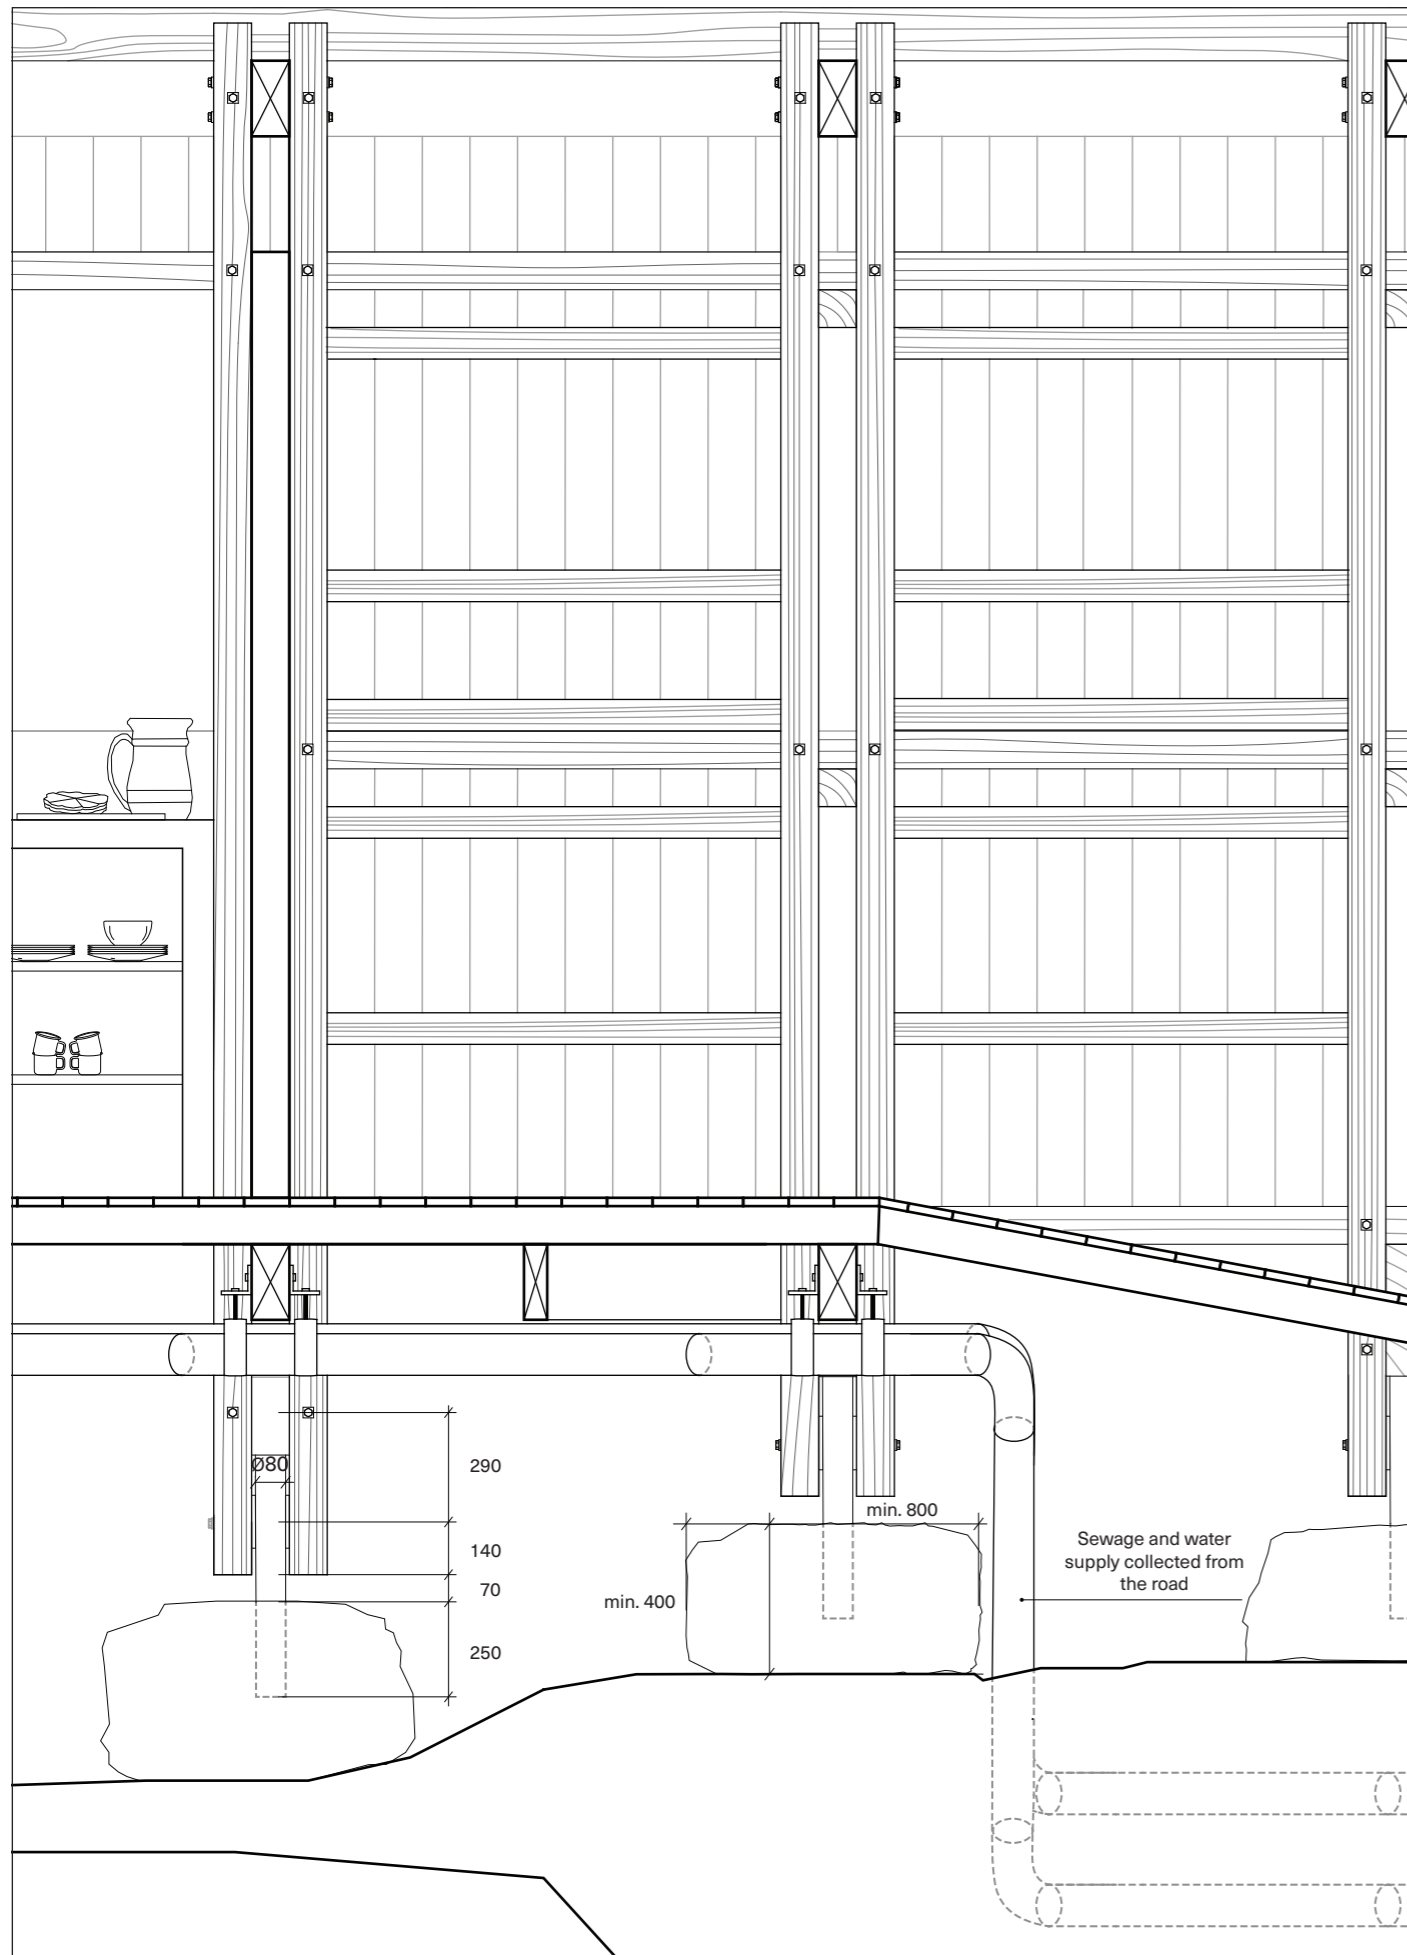 Ø80
290
140
70
250
min. 800
min. 400
Sewage and water
supply collected from
the road